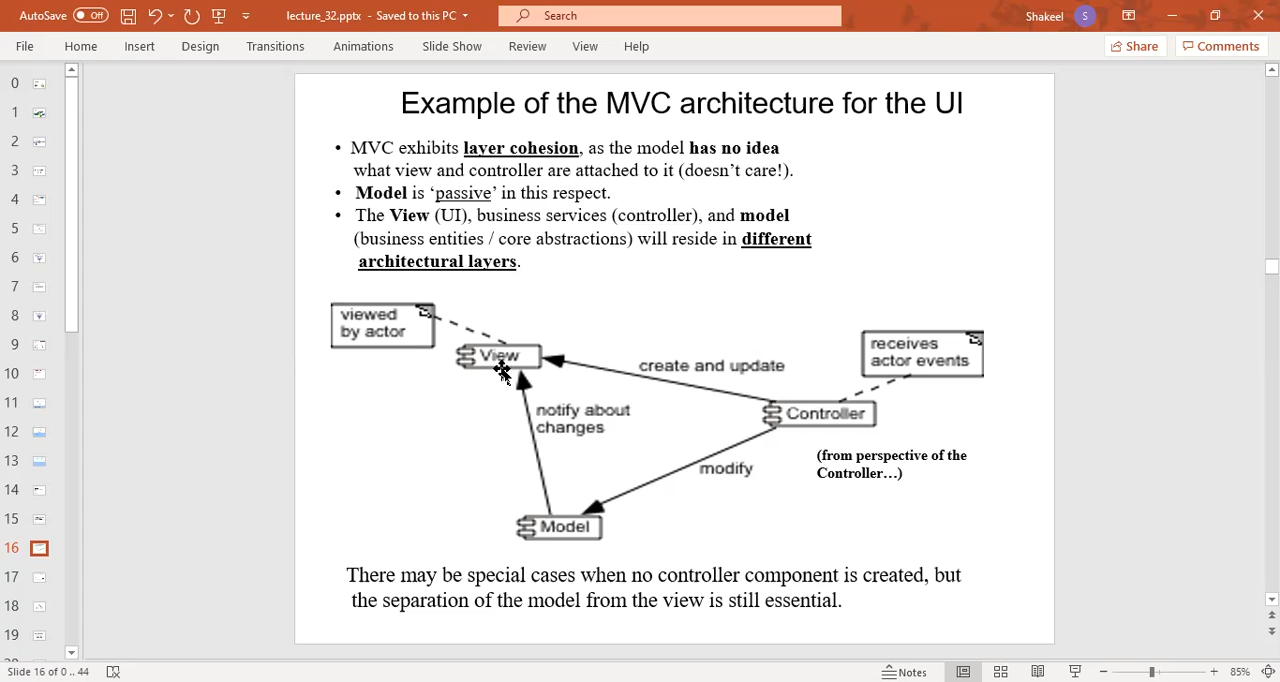 AutoSave Off lecture_32.pptx - Saved to this PC Search Shakeel S
File Home Insert Design Transitions Animations Slide Show Review View Help Share Comments
0
1
2
3
4
5
6
7
8
9
10
11
12
13
14
15
16
17
18
19
Example of the MVC architecture for the UI
• MVC exhibits layer cohesion, as the model has no idea
what view and controller are attached to it (doesn't care!).
• Model is ‘passive’ in this respect.
• The View (UI), business services (controller), and model
(business entities / core abstractions) will reside in different
architectural layers.
viewed
by actor
View
create and update
receives
actor events
notify about
changes
Controller
(from perspective of the
Controller…)
modify
Model
There may be special cases when no controller component is created, but
the separation of the model from the view is still essential.
Slide 16 of 0 .. 44 Notes 85%